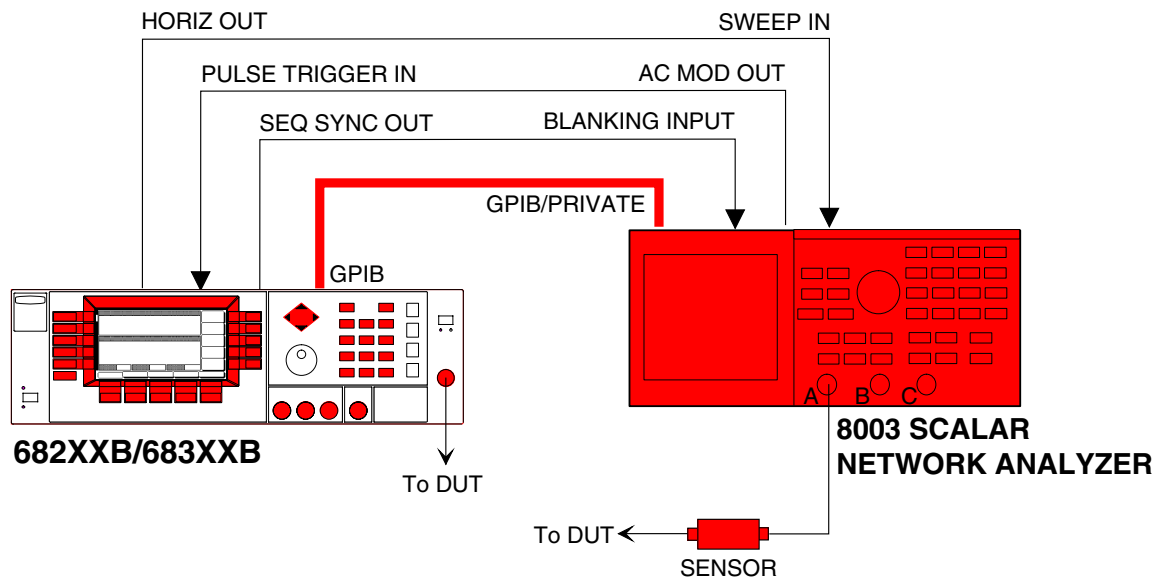 HORIZ OUT
SWEEP IN
PULSE TRIGGER IN
AC MOD OUT
SEQ SYNC OUT
BLANKING INPUT
GPIB/PRIVATE
GPIB
A
B
C
682XXB/683XXB
8003 SCALAR
NETWORK ANALYZER
To DUT
To DUT
SENSOR